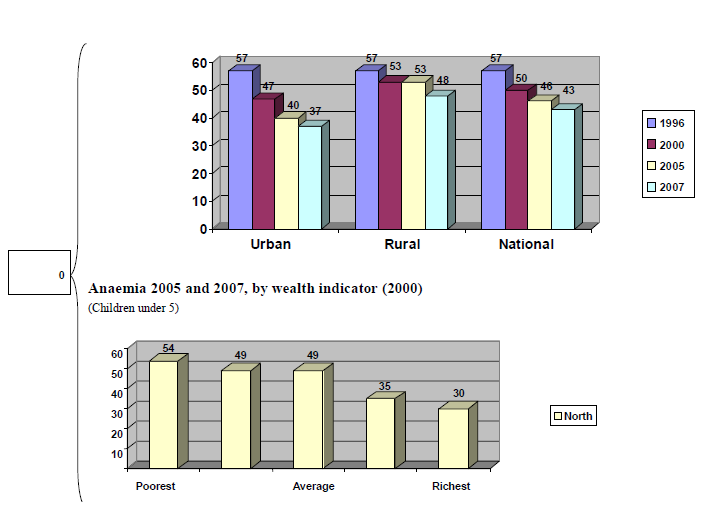 57 57 57
60
53 53 50
50 47 48 46
40 43
40 37
30
20
10
0
Urban Rural National
1996
2000
2005
2007
0
Anaemia 2005 and 2007, by wealth indicator (2000)
(Children under 5)
60 54
50 49 49
40 35
30 30
20
10
North
Poorest Average Richest